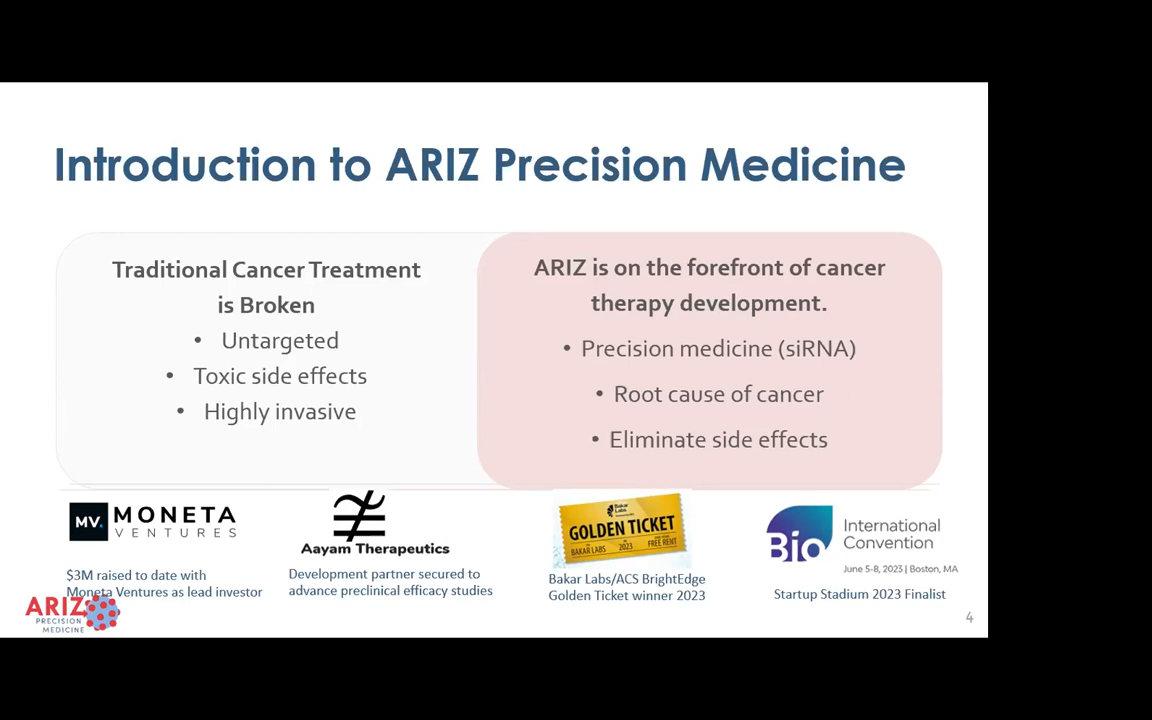 Introduction to ARIZ Precision Medicine
Traditional Cancer Treatment
is Broken
• Untargeted
• Toxic side effects
• Highly invasive
ARIZ is on the forefront of cancer
therapy development.
• Precision medicine (siRNA)
• Root cause of cancer
• Eliminate side effects
MV. MONETA
VENTURES
$3M raised to date with
Moneta Ventures as lead investor
Aayam Therapeutics
Development partner secured to
advance preclinical efficacy studies
Bakar
Labs
GOLDEN TICKET
BAKAR LABS
2023
FREE RENT
Bakar Labs/ACS BrightEdge
Golden Ticket winner 2023
Bio International
Convention
June 5-8, 2023 | Boston, MA
Startup Stadium 2023 Finalist
ARIZ
PRECISION
MEDICINE
4